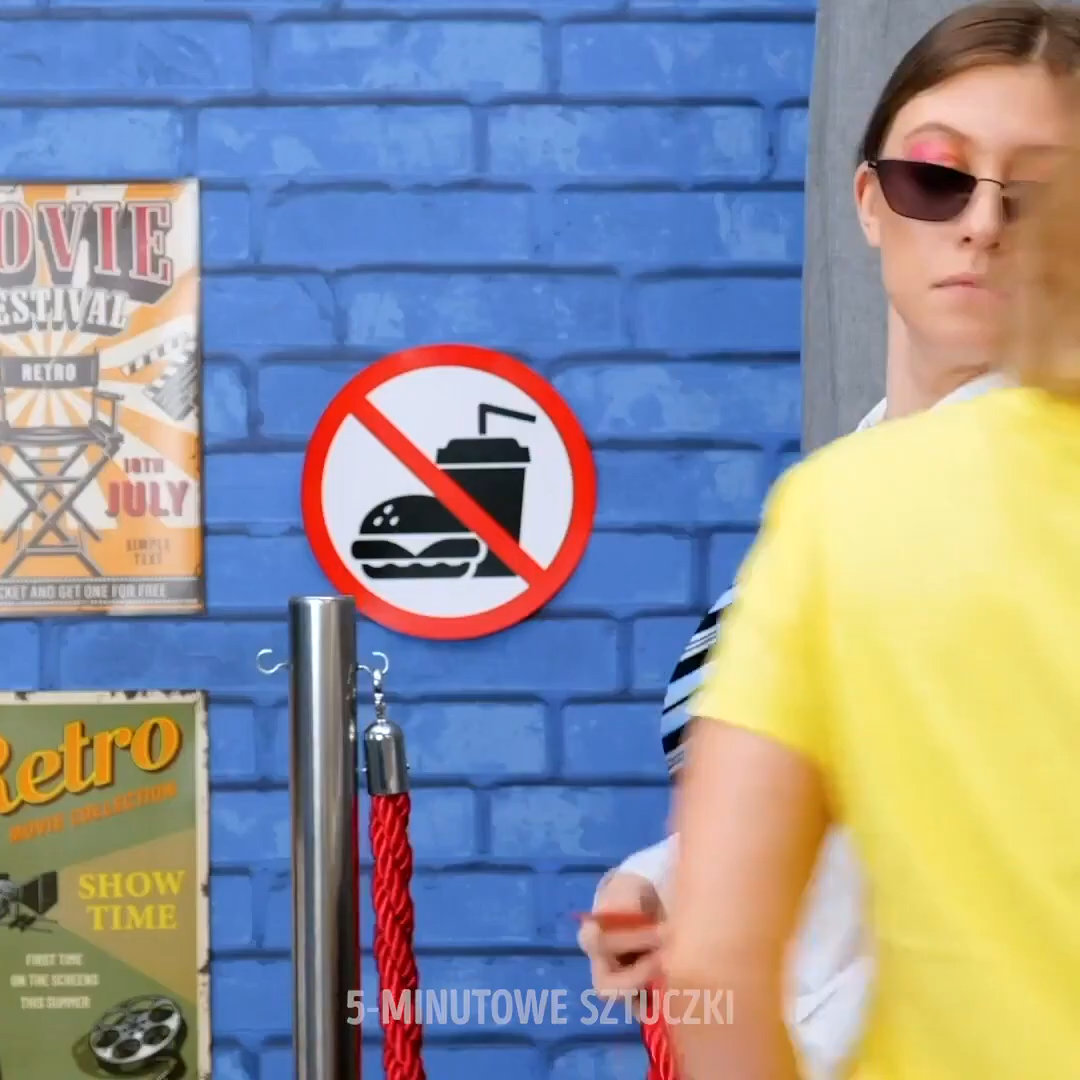 OVIE
ESTIVAL
RETRO
10TH
JULY
SIMPLE
TEXT
CKET AND GET ONE FOR FREE
Retro
MOVIE COLLECTION
SHOW
TIME
FIRST TIME
ON THE SCREENS
THIS SUMMER
5-MINUTOWE SZTUCZKI